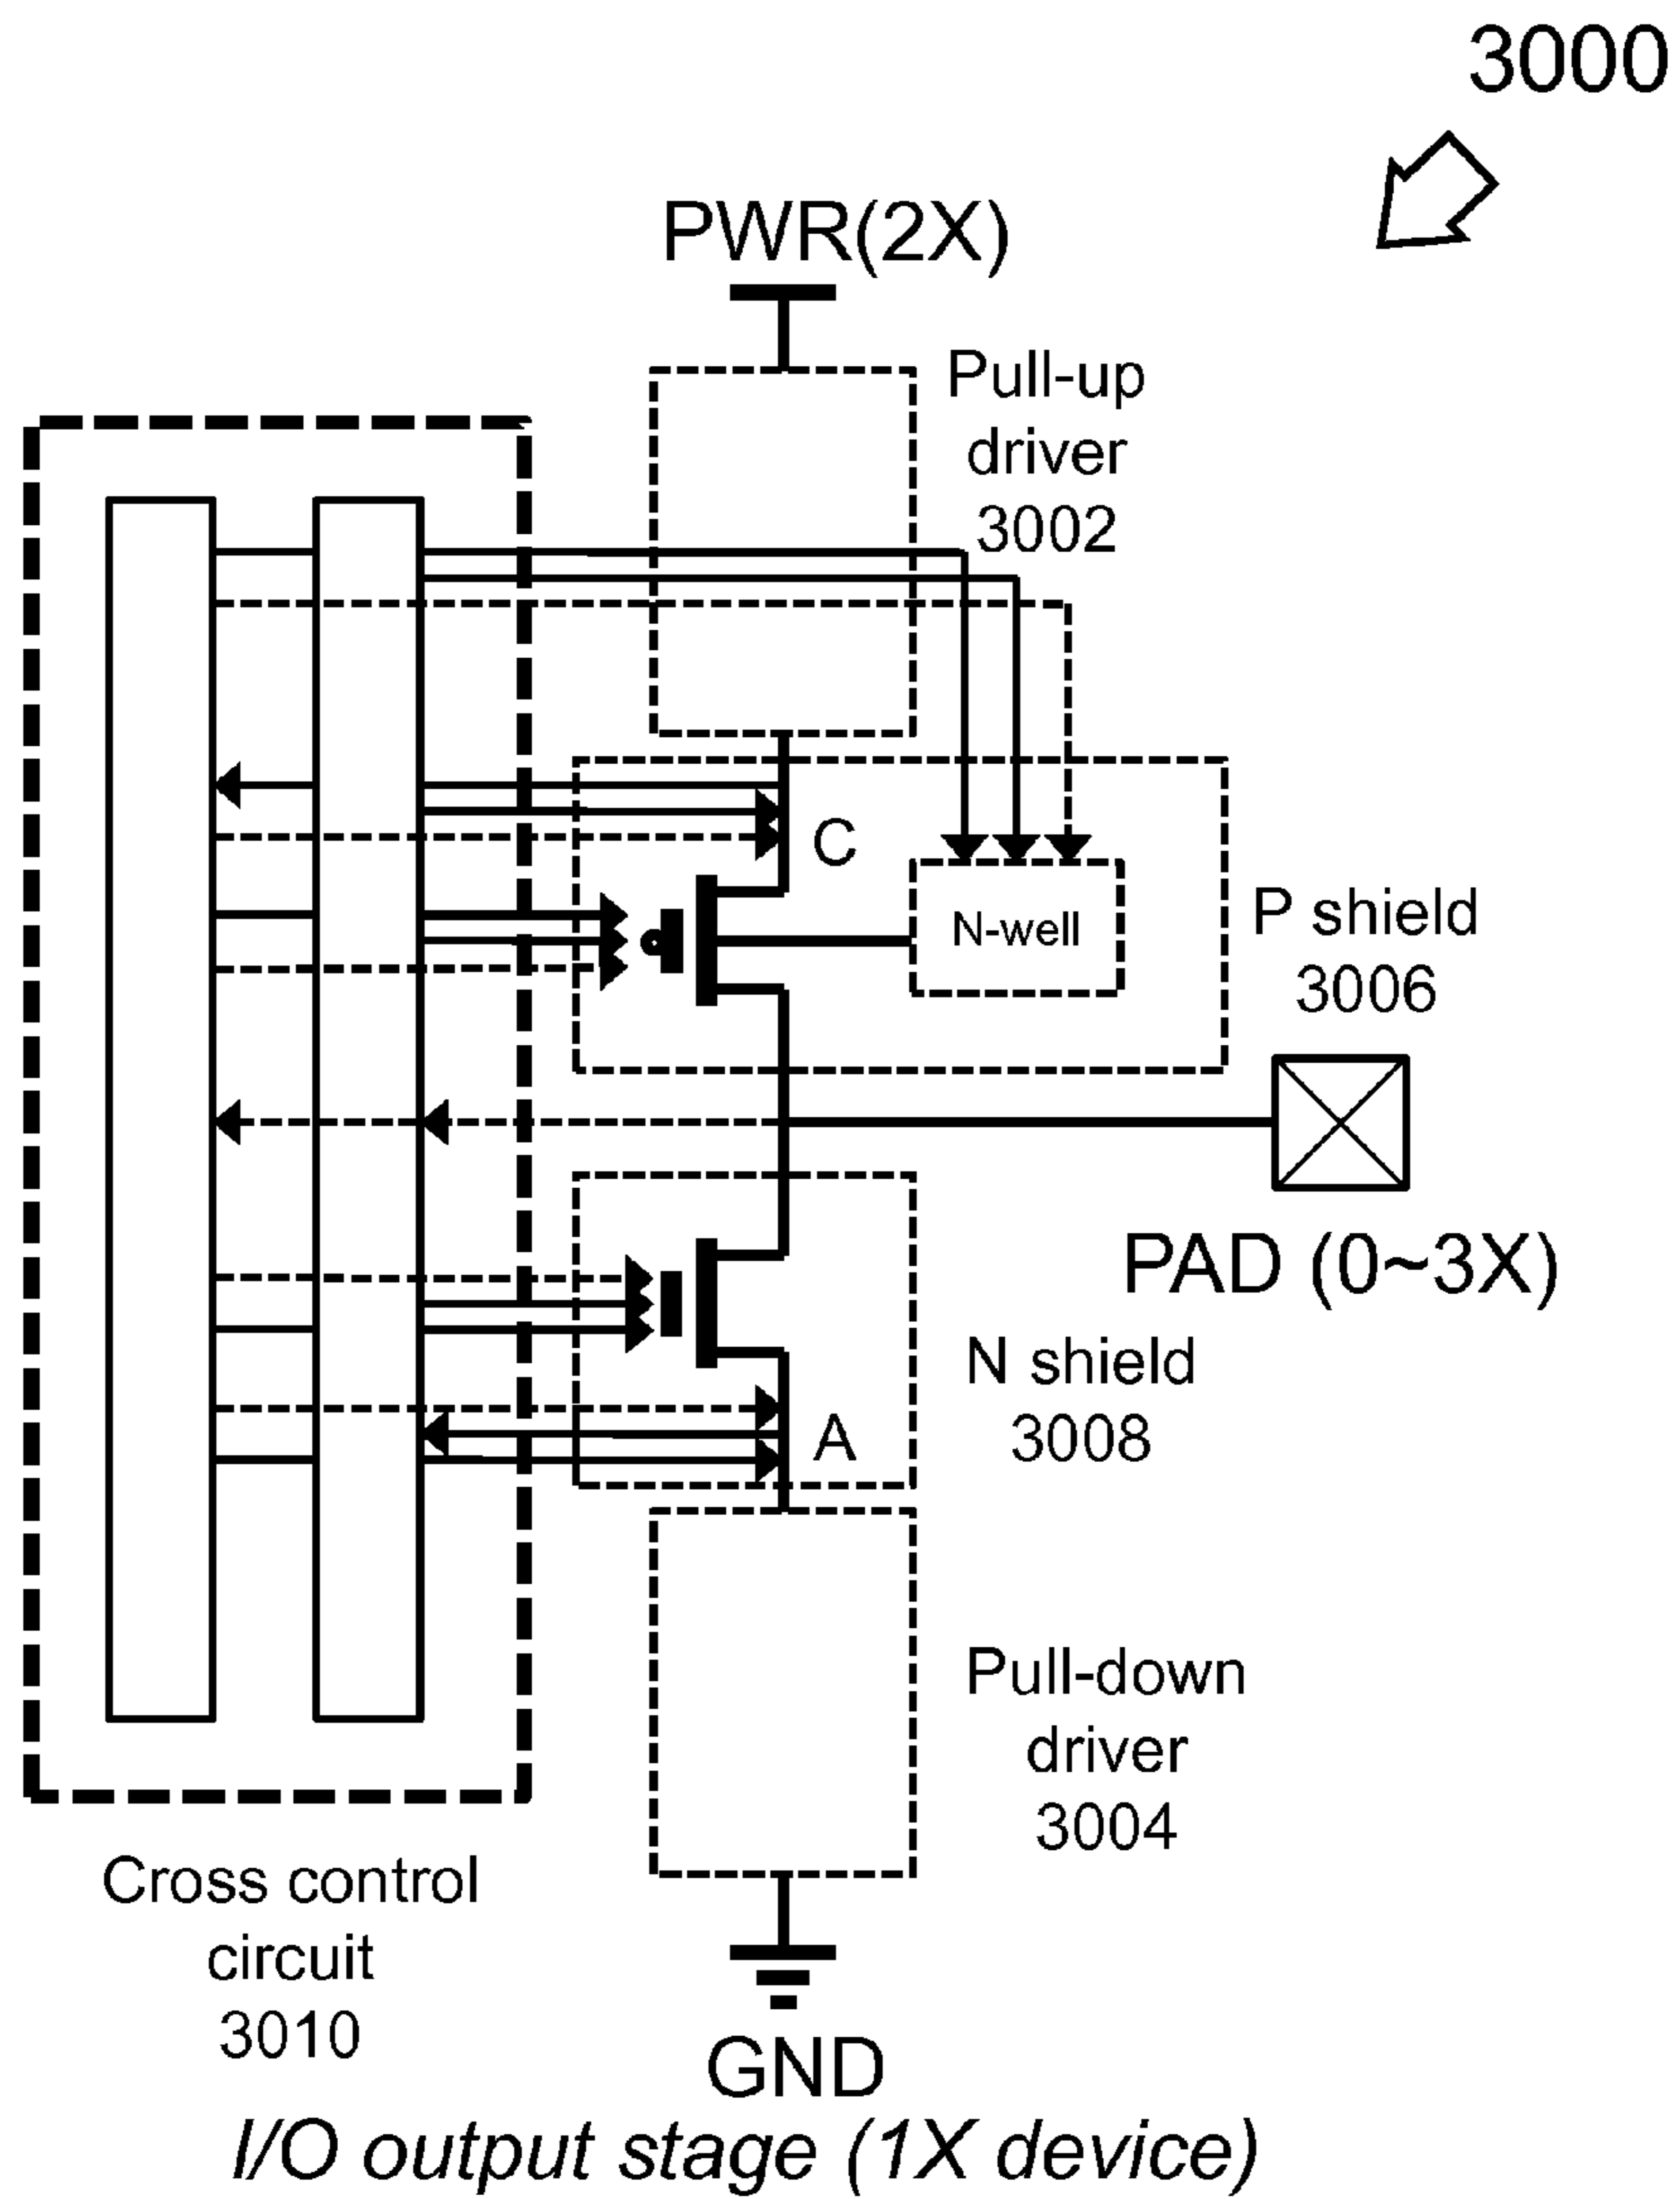 3000
PWR(2X)
Pull-up
driver
3002
C
N-well
P shield
3006
PAD (0~3X)
N shield
3008
A
Pull-down
driver
3004
Cross control
circuit
3010
GND
I/O output stage (1X device)